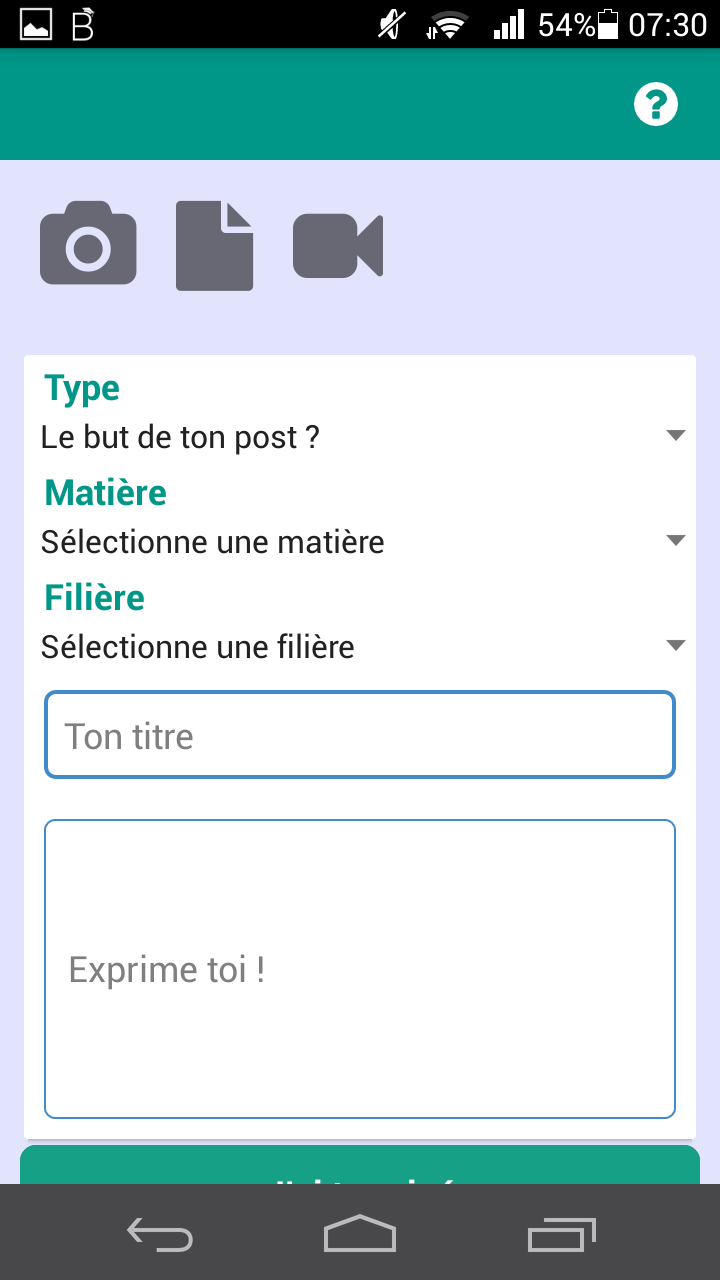 54% 07:30
Type
Le but de ton post ?
Matière
Sélectionne une matière
Filière
Sélectionne une filière
Ton titre
Exprime toi !